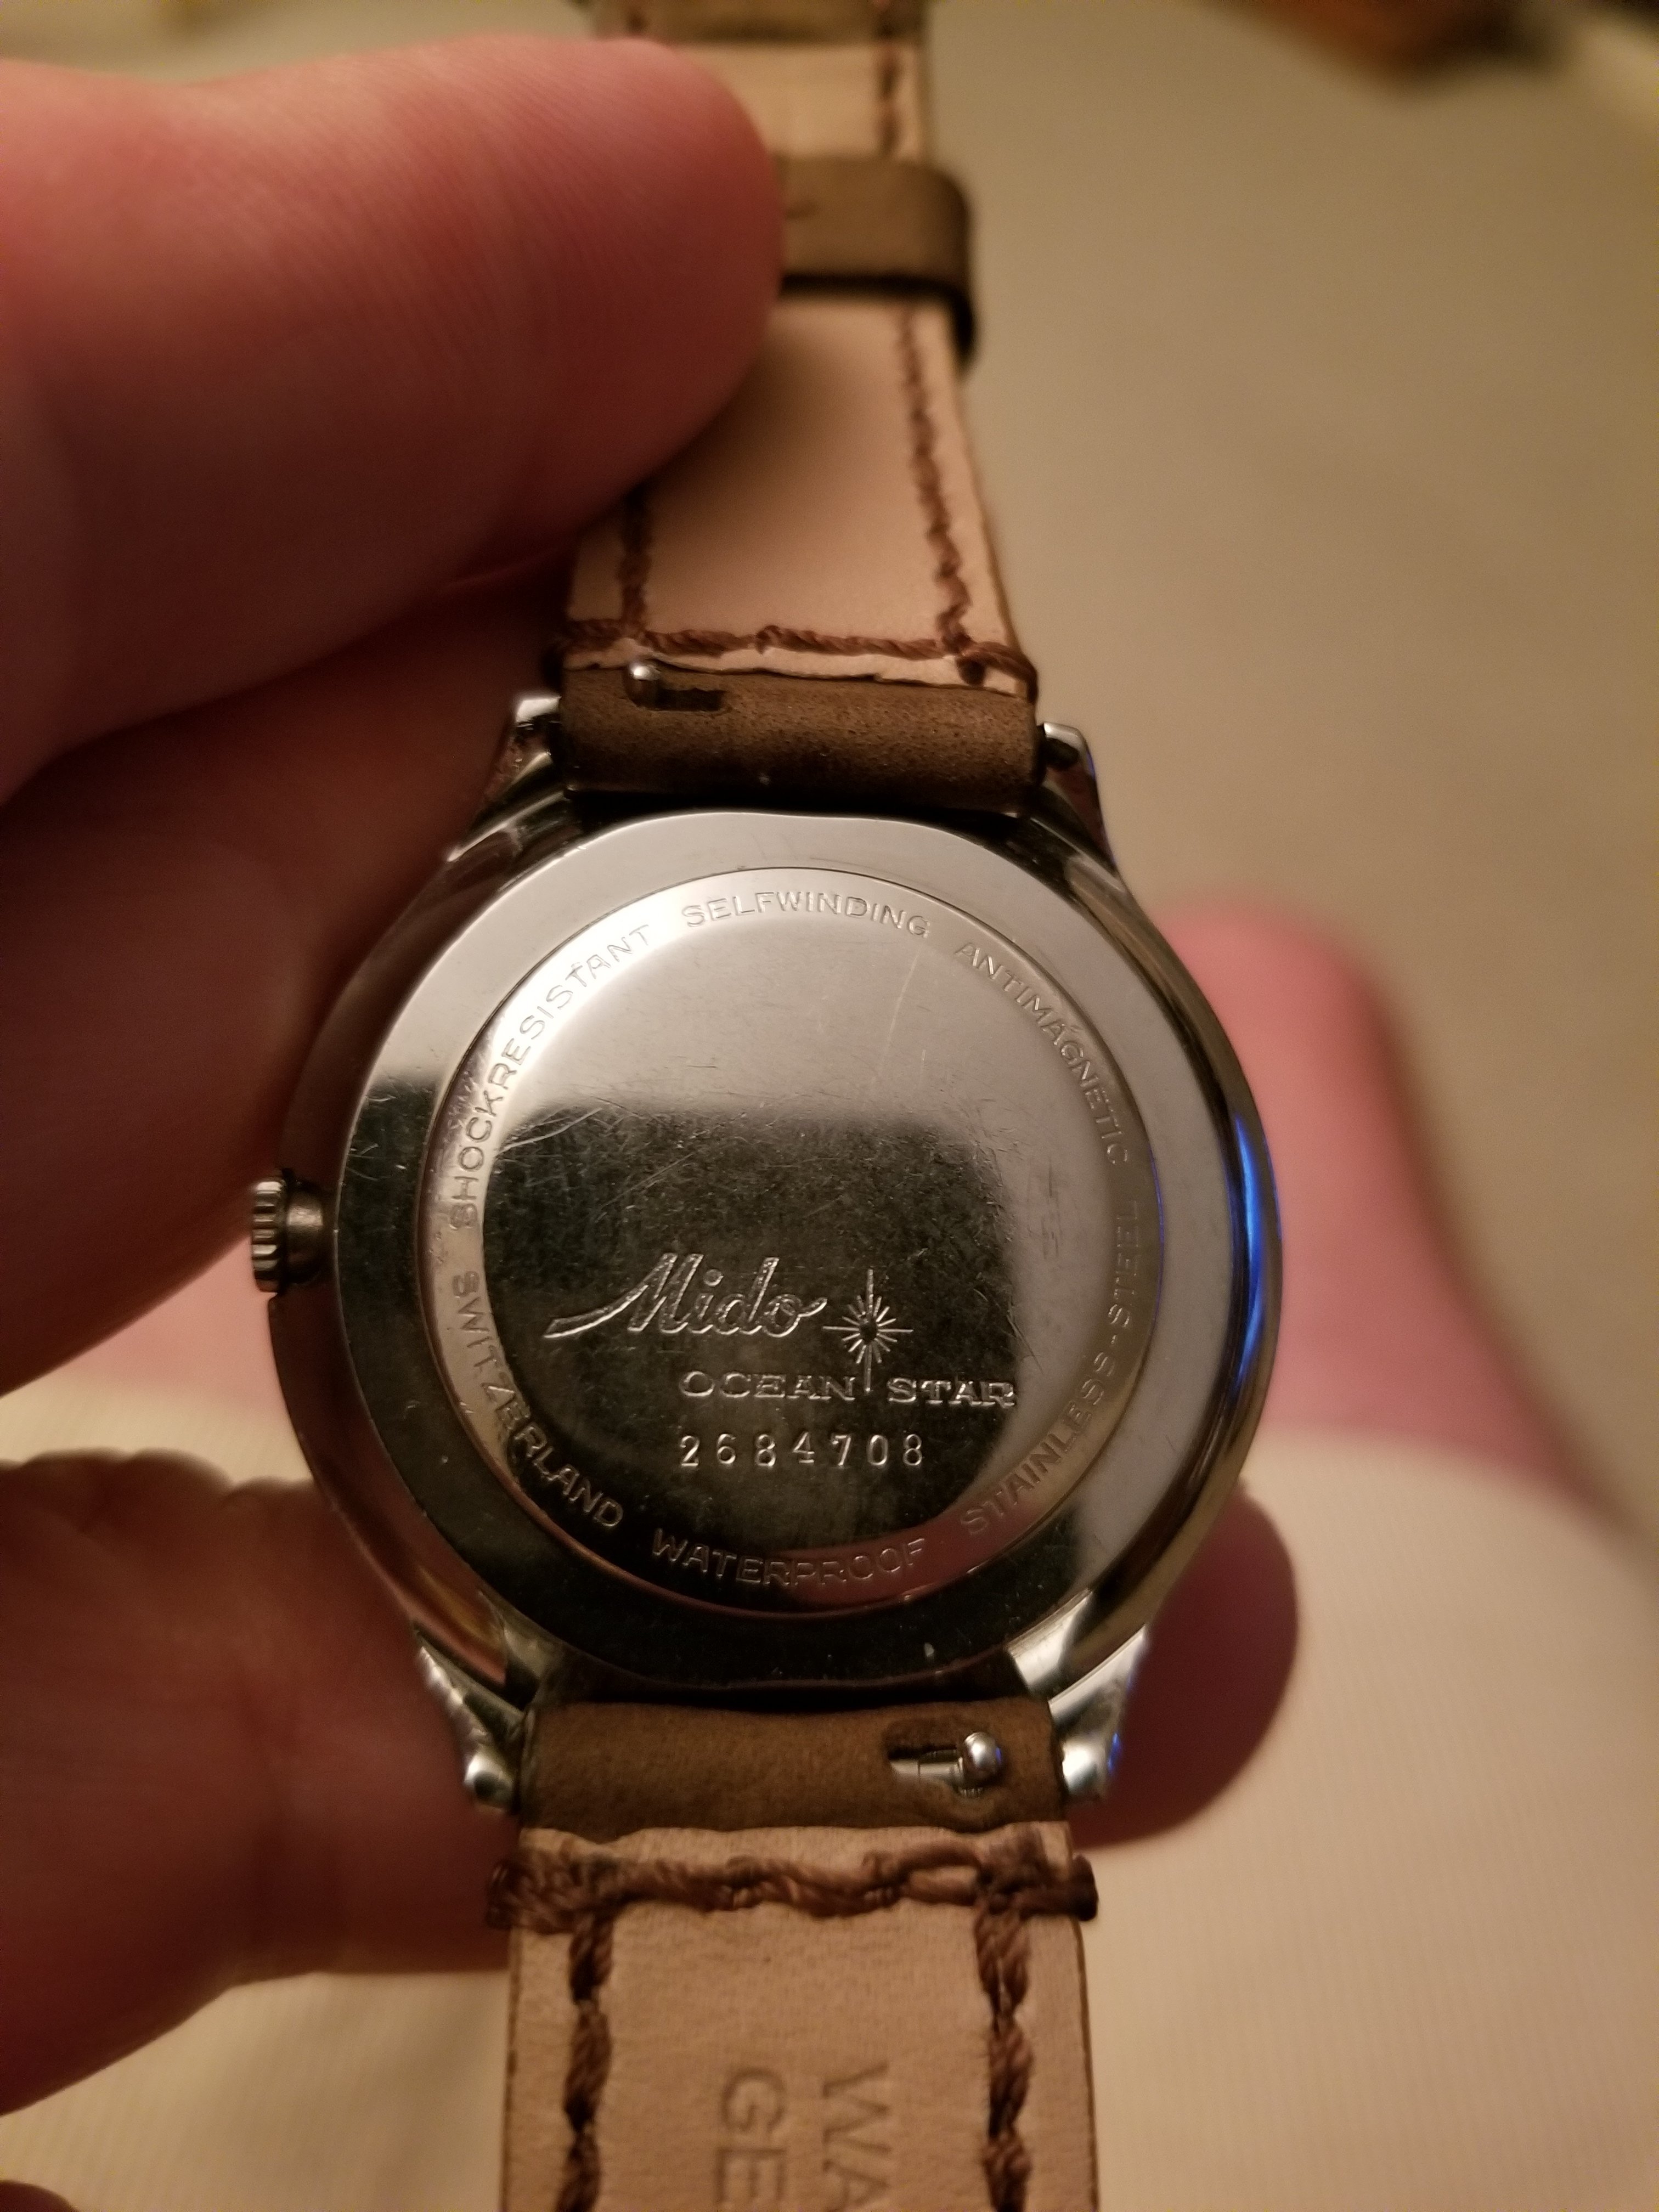 SELFWINDING ANTIMAGNETIC STAINLESS-STEEL WATERPROOF SWITZERLAND SHOCKRESISTANT
Mido
OCEAN STAR
2684708